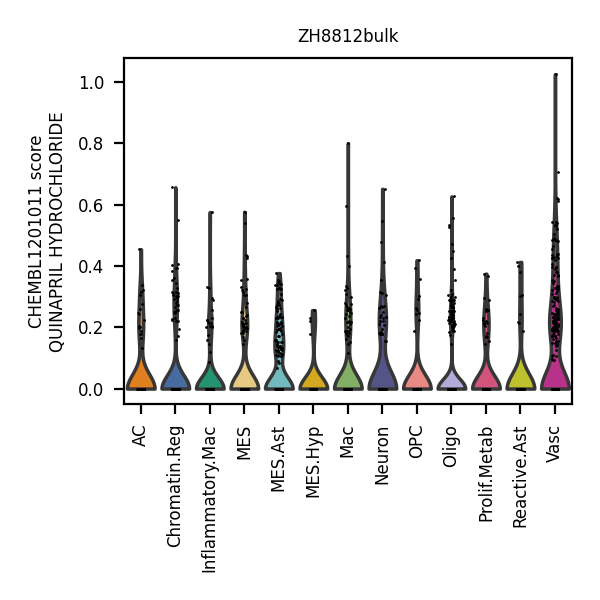 ZH8812bulk
CHEMBL1201011 score
QUINAPRIL HYDROCHLORIDE
1.0
0.8
0.6
0.4
0.2
0.0
AC
Chromatin.Reg
Inflammatory.Mac
MES
MES.Ast
MES.Hyp
Mac
Neuron
OPC
Oligo
Prolif.Metab
Reactive.Ast
Vasc